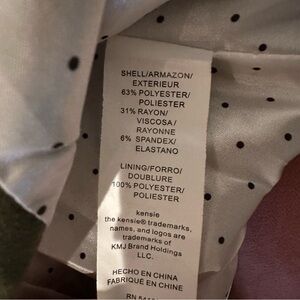 SHELL/ARMAZON/
EXTERIEUR
63% POLYESTER/
POLIESTER
31% RAYON/
VISCOSA/
RAYONNE
6% SPANDEX/
ELASTANO
LINING/FORRO/
DOUBLURE
100% POLYESTER/
POLIESTER
kensie
the kensie® trademarks,
names, and logos are
trademarks of
KMJ Brand Holdings
LLC.
HECHO EN CHINA
FABRIQUE EN CHINE
RN